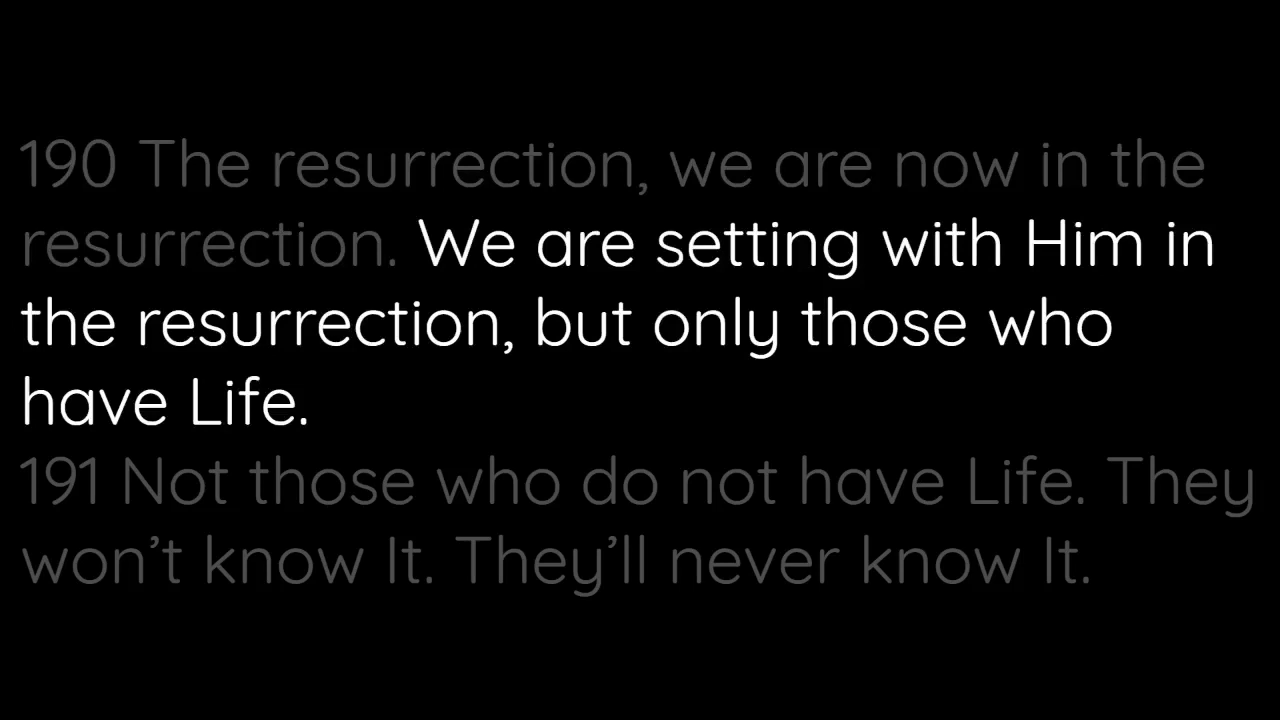 190 The resurrection, we are now in the
resurrection. We are setting with Him in
the resurrection, but only those who
have Life.
191 Not those who do not have Life. They
won’t know It. They’ll never know It.